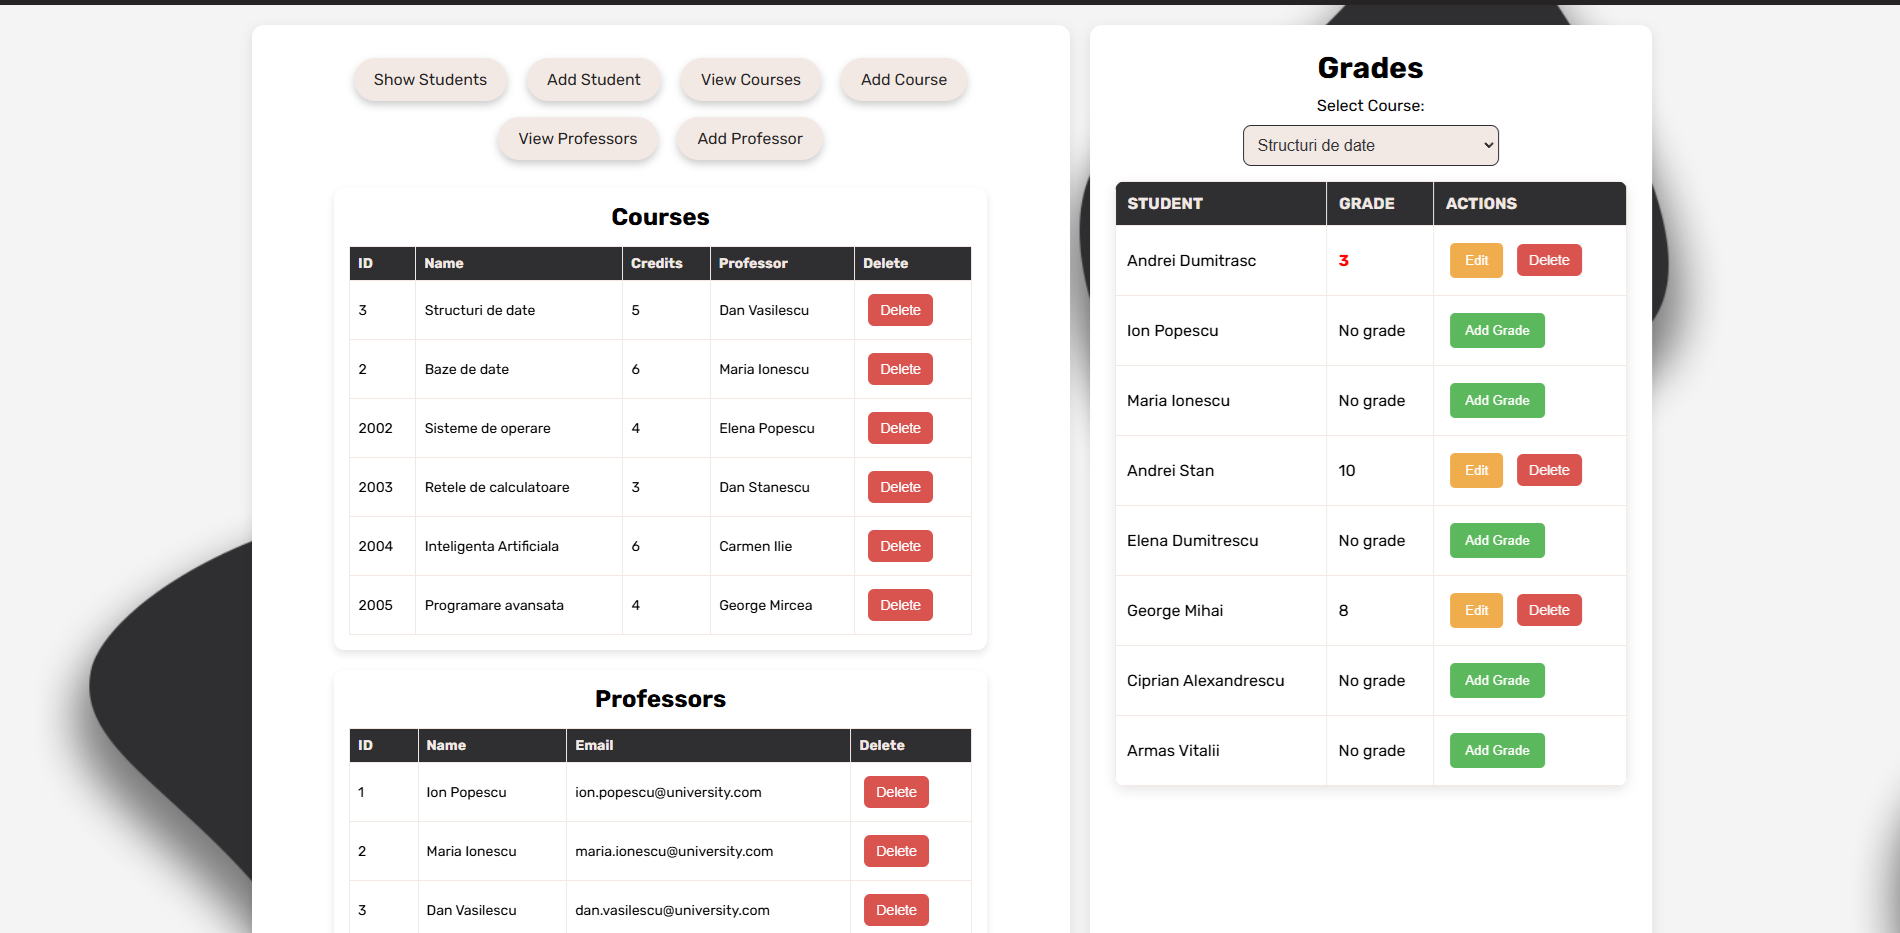 Show Students Add Student View Courses Add Course
View Professors Add Professor
Courses
ID Name Credits Professor Delete
3 Structuri de date 5 Dan Vasilescu Delete
2 Baze de date 6 Maria Ionescu Delete
2002 Sisteme de operare 4 Elena Popescu Delete
2003 Retele de calculatoare 3 Dan Stanescu Delete
2004 Inteligenta Artificiala 6 Carmen Ilie Delete
2005 Programare avansata 4 George Mircea Delete
Professors
ID Name Email Delete
1 Ion Popescu ion.popescu@university.com Delete
2 Maria Ionescu maria.ionescu@university.com Delete
3 Dan Vasilescu dan.vasilescu@university.com Delete
Grades
Select Course:
Structuri de date
STUDENT GRADE ACTIONS
Andrei Dumitrasc 3 Edit Delete
Ion Popescu No grade Add Grade
Maria Ionescu No grade Add Grade
Andrei Stan 10 Edit Delete
Elena Dumitrescu No grade Add Grade
George Mihai 8 Edit Delete
Ciprian Alexandrescu No grade Add Grade
Armas Vitalii No grade Add Grade